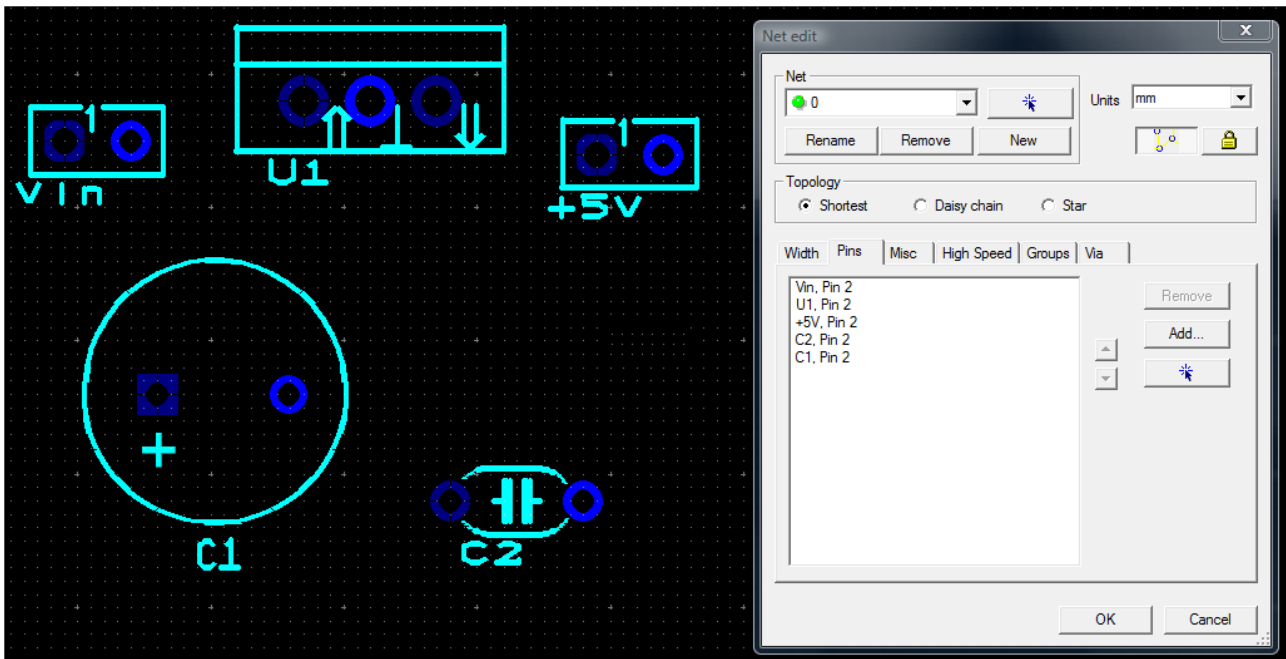 1
Vin
U1
1
+5V
+
C1
C2
Net edit
X
Net
0
Units mm
Rename Remove New
Topology
Shortest Daisy chain Star
Width Pins Misc High Speed Groups Via
Vin, Pin 2
U1, Pin 2
+5V, Pin 2
C2, Pin 2
C1, Pin 2
Remove
Add...
OK Cancel